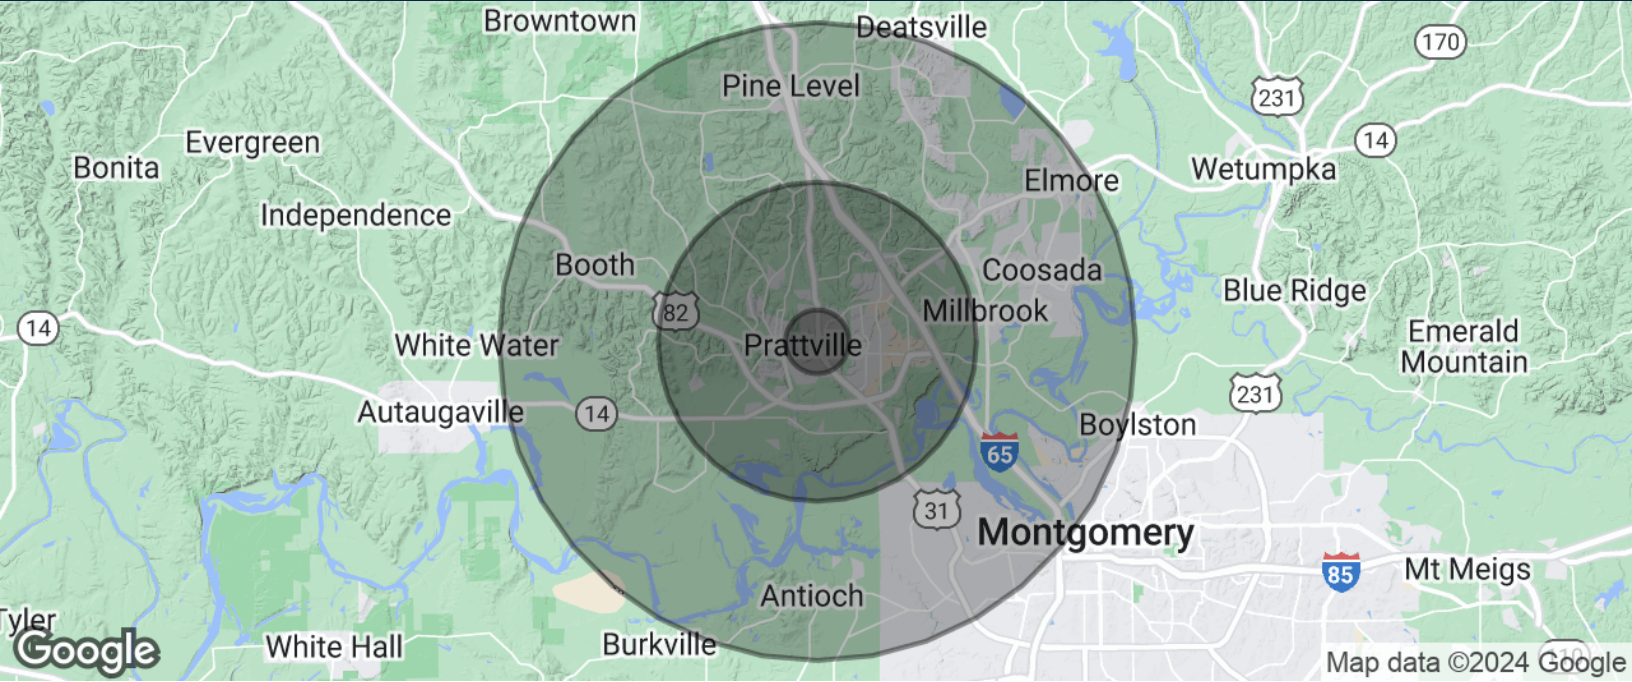 Browntown
Deatsville
170
Pine Level
231
Evergreen
14
Bonita
Wetumpka
Elmore
Independence
Booth
Coosada
Blue Ridge
82
Millbrook
14
White Water
Prattville
Emerald
Mountain
231
Autaugaville
14
Boylston
65
31
Montgomery
85
Mt Meigs
Antioch
Tyler
Burkville
White Hall
Google
110
Map data ©2024 Google